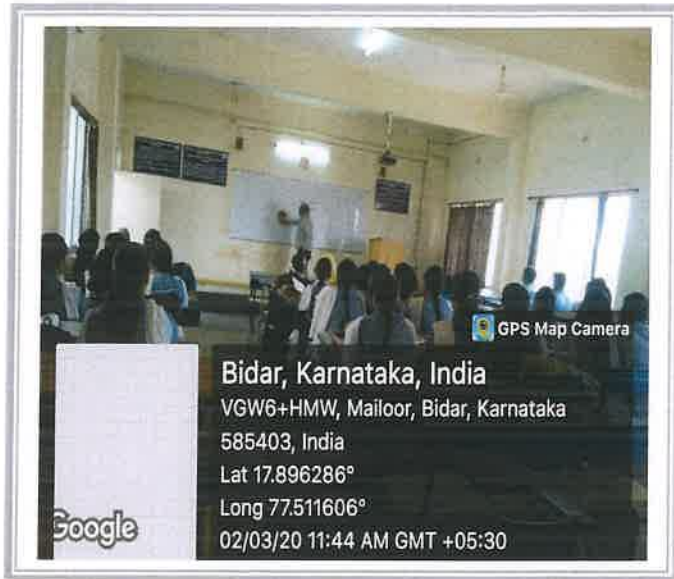 GPS Map Camera
Bidar, Karnataka, India
VGW6+HMW, Mailoor, Bidar, Karnataka
585403, India
Lat 17.896286°
Long 77.511606°
02/03/20 11:44 AM GMT +05:30
Google